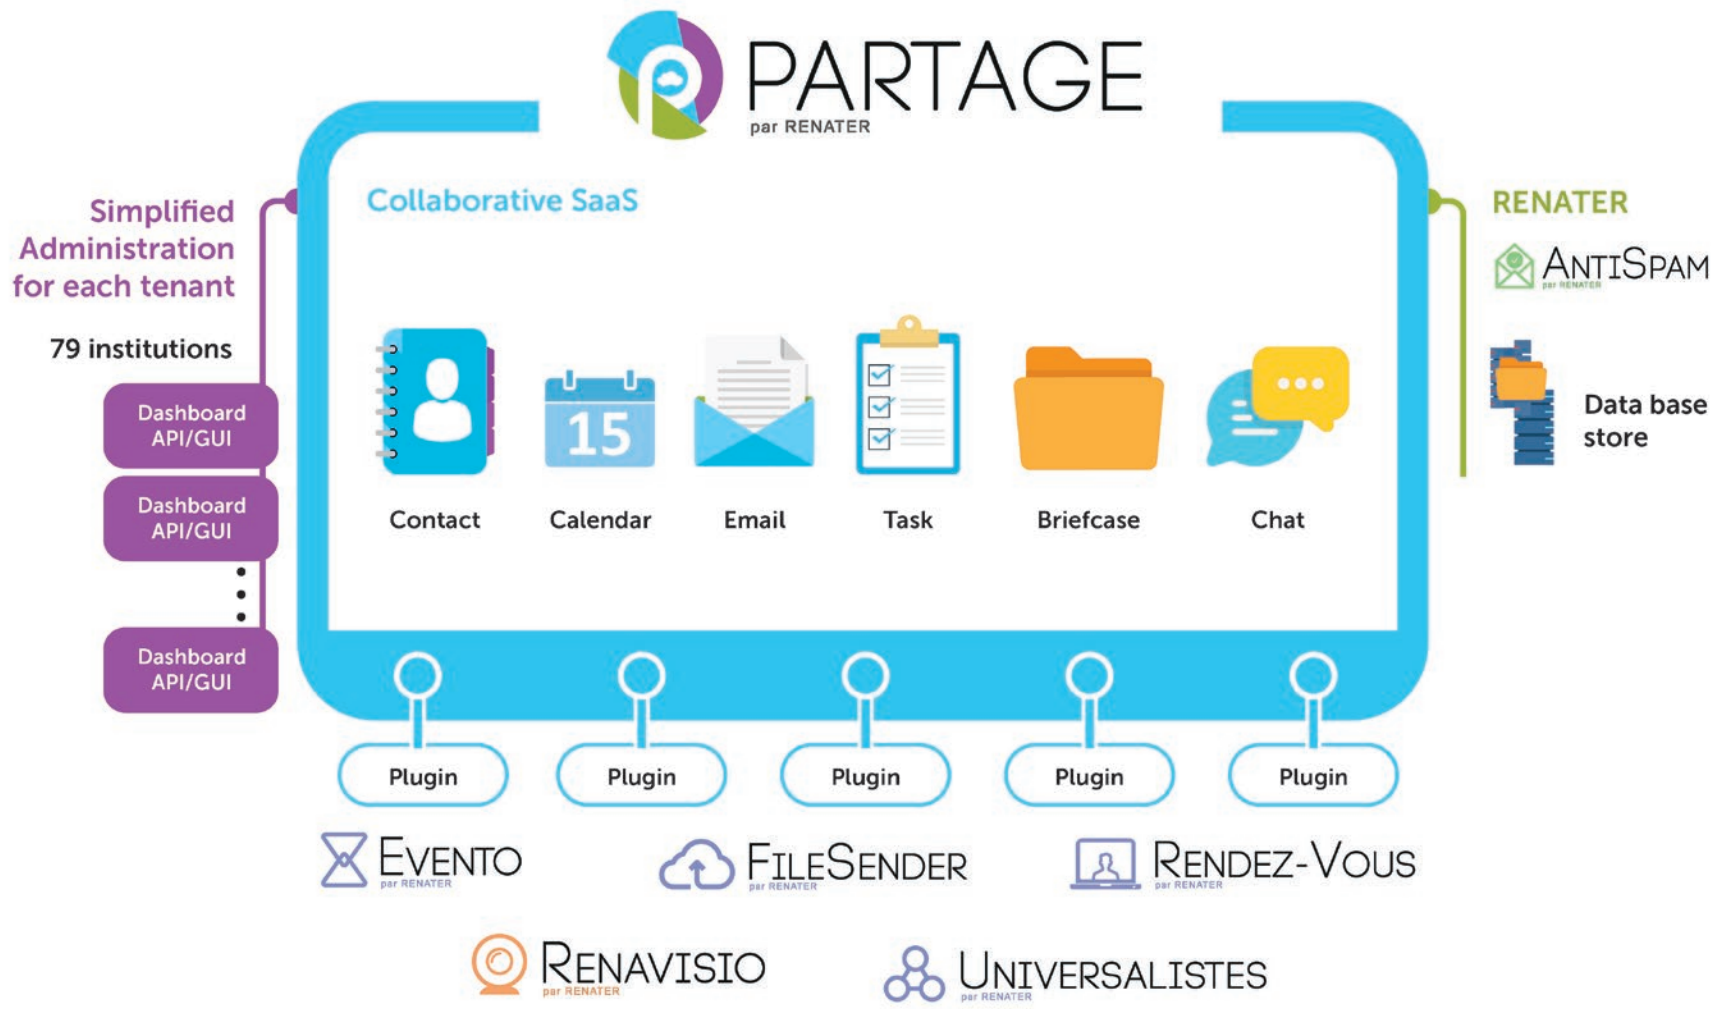 PARTAGE
par RENATER
Collaborative SaaS
Simplified
Administration
for each tenant
79 institutions
Dashboard
API/GUI
Dashboard
API/GUI
Dashboard
API/GUI
15
Contact
Calendar
Email
Task
Briefcase
Chat
RENATER
ANTISPAM
par RENATER
Data base
store
Plugin
Plugin
Plugin
Plugin
Plugin
EVENTO
par RENATER
FILESENDER
par RENATER
RENDEZ-VOUS
par RENATER
RENAVISIO
par RENATER
UNIVERSALISTES
par RENATER